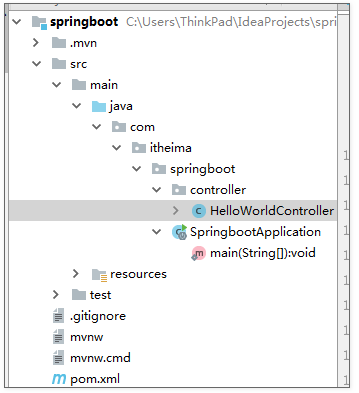 springboot C:\Users\ThinkPad\IdeaProjects\spri
.mvn
src
main
java
com
itheima
springboot
controller
HelloWorldController
SpringbootApplication
main(String[]):void
resources
test
.gitignore
mvnw
mvnw.cmd
pom.xml